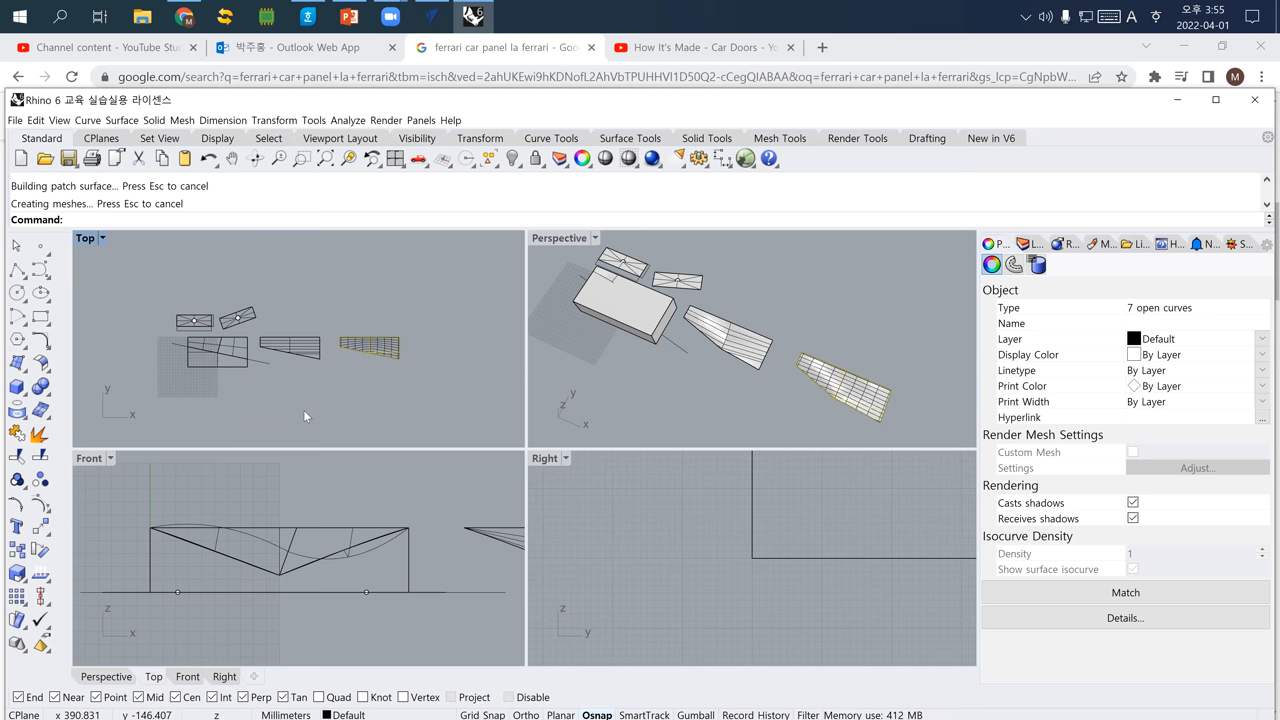 A 오후 3:55
2022-04-01
Channel content - YouTube Stu
박주홍 - Outlook Web App
ferrari car panel la ferrari - Goo
How It's Made - Car Doors - Yo
google.com/search?q=ferrari+car+panel+la+ferrari&tbm=isch&ved=2ahUKEwi9hKDNofL2AhVbTPUHHVl1D50Q2-cCegQIABAA&oq=ferrari+car+panel+la+ferrari&gs_lcp=CgNpbW...
M
Rhino 6 교육 실습실용 라이센스
File Edit View Curve Surface Solid Mesh Dimension Transform Tools Analyze Render Panels Help
Standard CPlanes Set View Display Select Viewport Layout Visibility Transform Curve Tools Surface Tools Solid Tools Mesh Tools Render Tools Drafting New in V6
Building patch surface... Press Esc to cancel
Creating meshes... Press Esc to cancel
Command:
Top
y
x
Perspective
z
y
x
Front
z
x
Right
z
y
P... L... R... M... Li... H... N... S...
Object
Type 7 open curves
Name
Layer Default
Display Color By Layer
Linetype By Layer
Print Color By Layer
Print Width By Layer
Hyperlink ...
Render Mesh Settings
Custom Mesh
Settings Adjust...
Rendering
Casts shadows
Receives shadows
Isocurve Density
Density 1
Show surface isocurve
Match
Details...
Perspective Top Front Right
End Near Point Mid Cen Int Perp Tan Quad Knot Vertex Project Disable
CPlane x 390.831 y -146.407 z Millimeters Default Grid Snap Ortho Planar Osnap SmartTrack Gumball Record History Filter Memory use: 412 MB